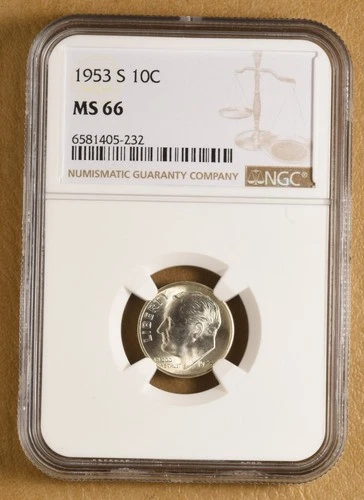 1953 S 10C
MS 66
6581405-232
NUMISMATIC GUARANTY COMPANY NGC
LIBERTY